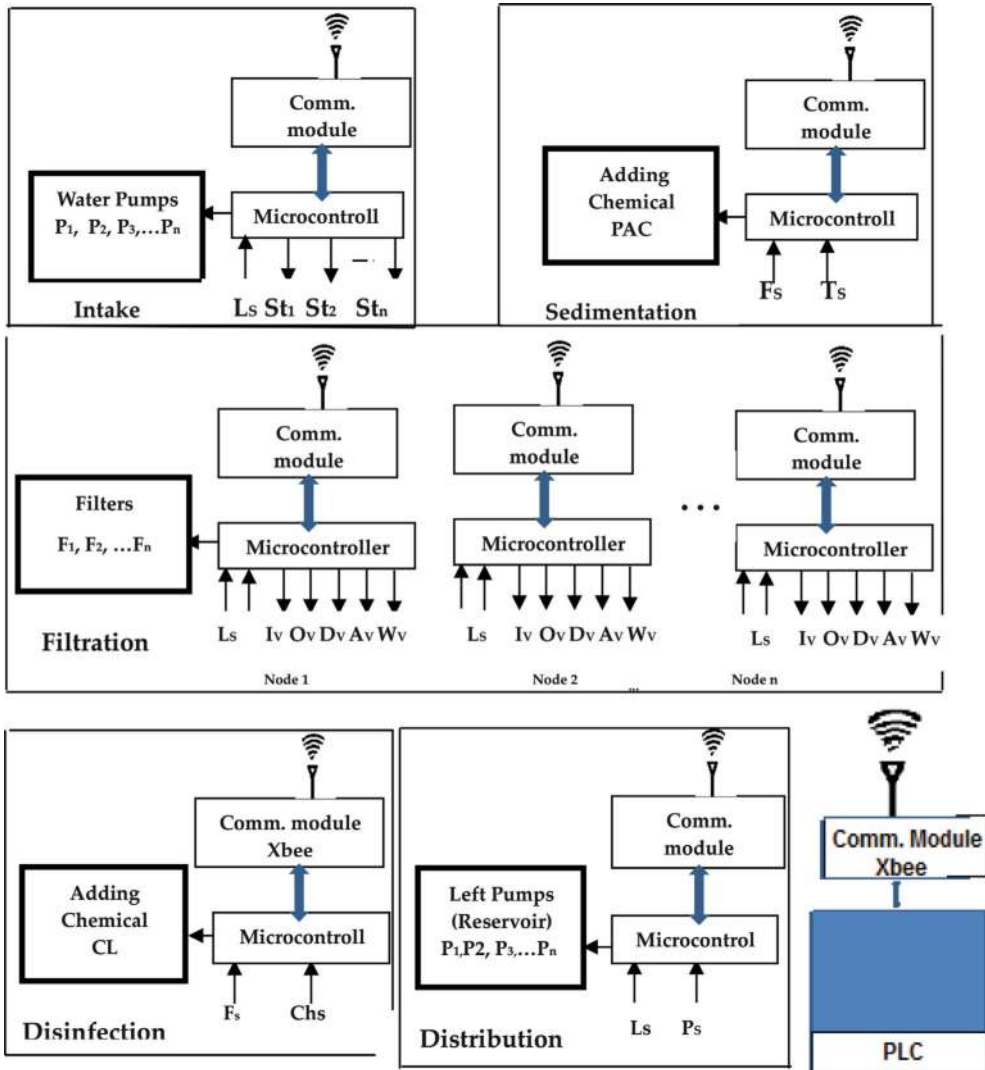 Comm.
module
Water Pumps
P₁, P₂, P₃,...Pₙ
Microcontroll
Intake
Ls St₁ St₂ Stₙ
Comm.
module
Adding
Chemical
PAC
Microcontroll
Fs Ts
Sedimentation
Comm.
module
Comm.
module
Comm.
module
Filters
F₁, F₂, ...Fₙ
Microcontroller
Microcontroller
Microcontroller
...
Ls Iv Ov Dv Av Wv
Ls Iv Ov Dv Av Wv
Ls Iv Ov Dv Av Wv
Filtration
Node 1
Node 2
...
Node n
Comm. module
Xbee
Adding
Chemical
CL
Microcontroll
Fs Chs
Disinfection
Comm.
module
Left Pumps
(Reservoir)
P₁,P2, P₃,...Pₙ
Microcontrol
Ls Ps
Distribution
Comm. Module
Xbee
PLC